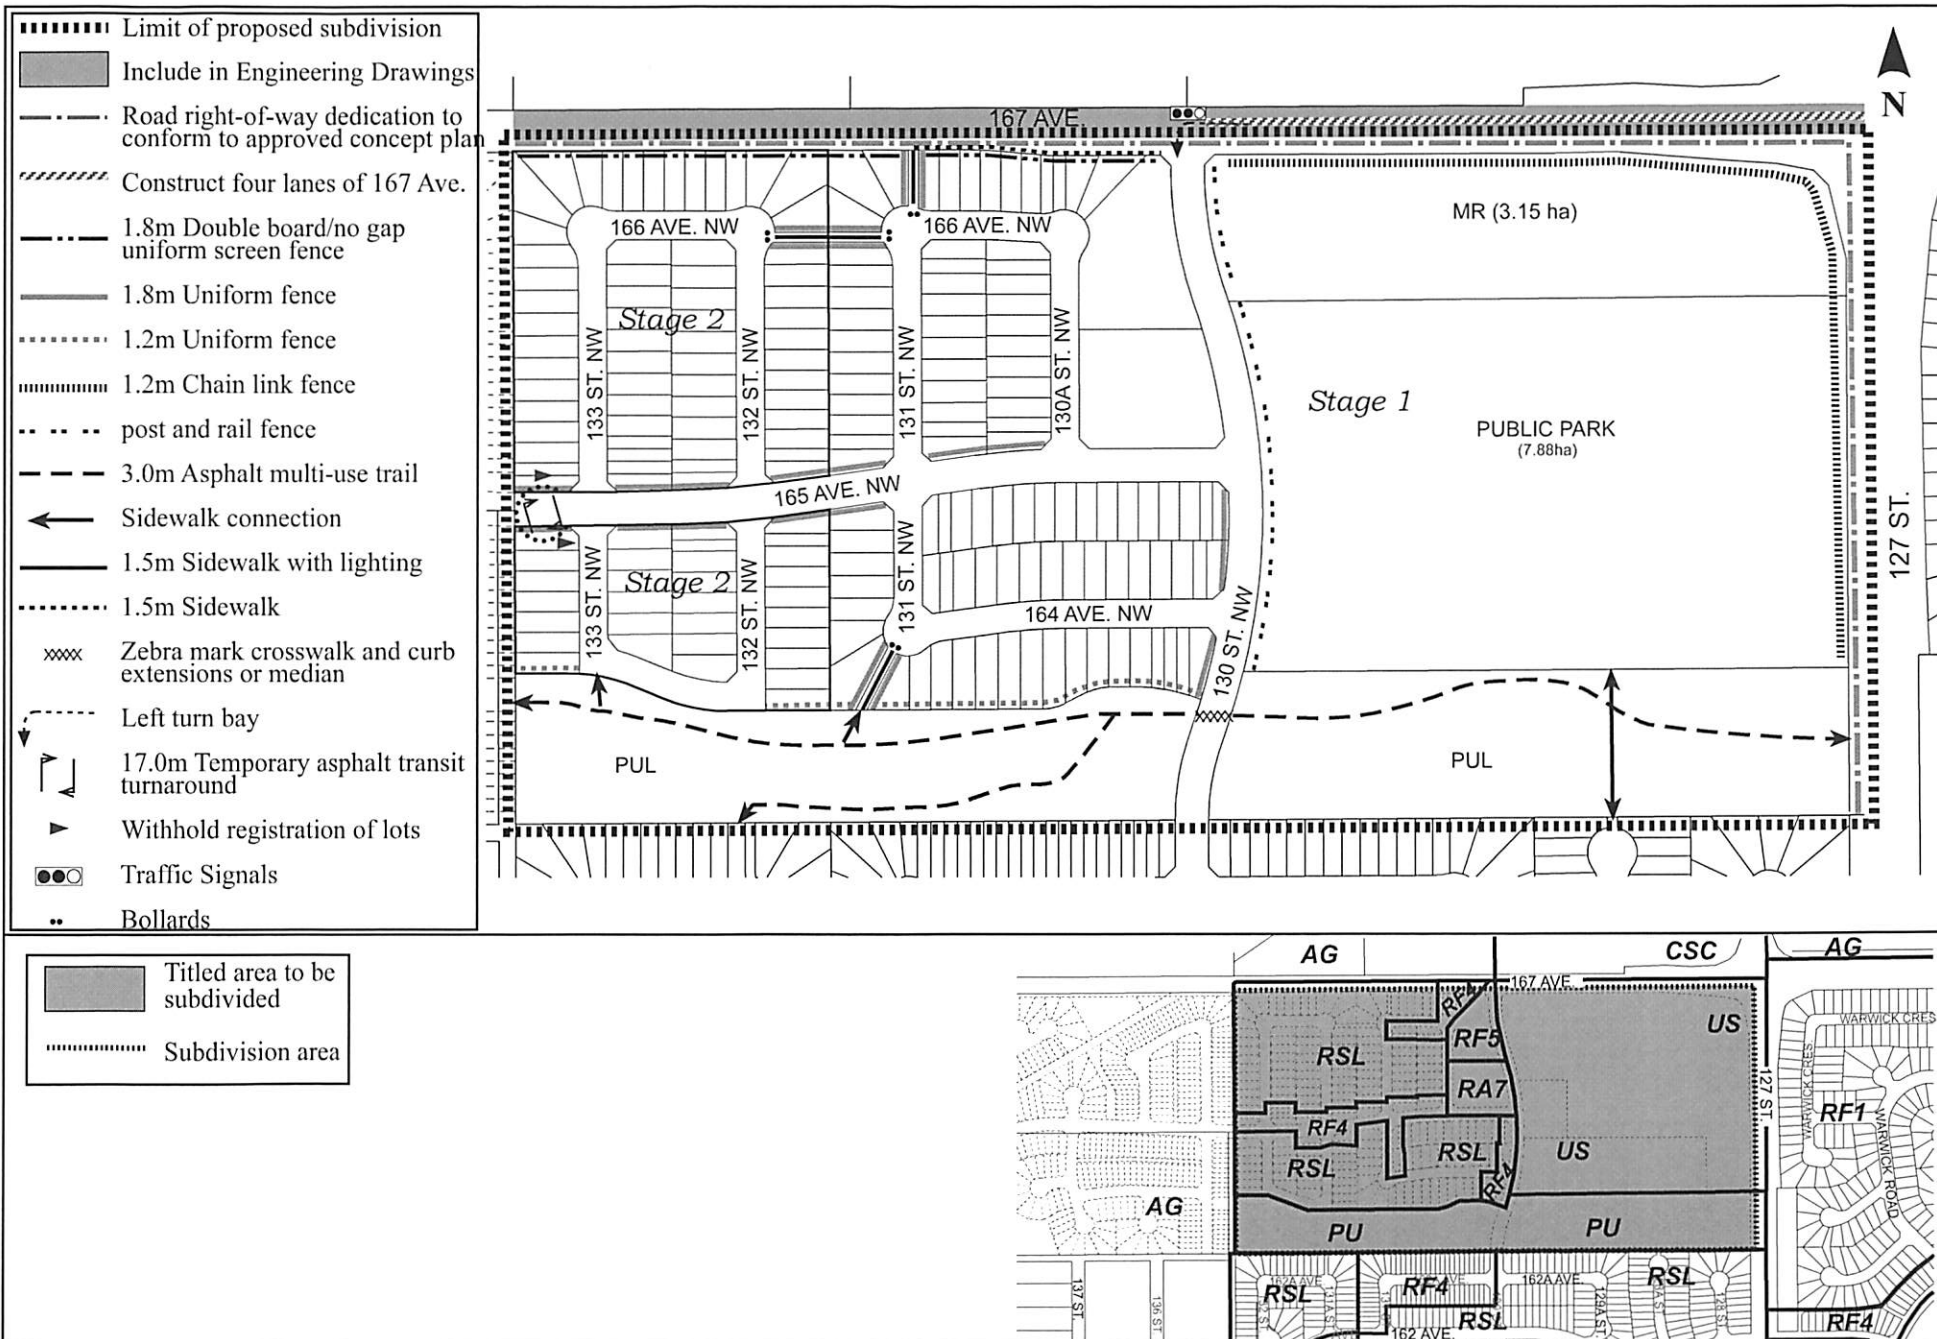 Limit of proposed subdivision
Include in Engineering Drawings
Road right-of-way dedication to
conform to approved concept plan
Construct four lanes of 167 Ave.
1.8m Double board/no gap
uniform screen fence
1.8m Uniform fence
1.2m Uniform fence
1.2m Chain link fence
post and rail fence
3.0m Asphalt multi-use trail
Sidewalk connection
1.5m Sidewalk with lighting
1.5m Sidewalk
Zebra mark crosswalk and curb
extensions or median
Left turn bay
17.0m Temporary asphalt transit
turnaround
Withhold registration of lots
Traffic Signals
Bollards
167 AVE.
N
MR (3.15 ha)
166 AVE. NW
166 AVE. NW
Stage 2
133 ST. NW
132 ST. NW
131 ST. NW
130A ST. NW
Stage 1
PUBLIC PARK
(7.88ha)
165 AVE. NW
127 ST.
Stage 2
133 ST. NW
132 ST. NW
131 ST. NW
164 AVE. NW
130 ST. NW
PUL
PUL
Titled area to be
subdivided
Subdivision area
AG
CSC
AG
167 AVE.
RF4
US
WARWICK CRES
RSL
RF5
RA7
127 ST.
WARWICK CRES.
RF1
WARWICK ROAD
RF4
RSL
RSL
US
RF4
AG
PU
PU
137 ST.
136 ST.
162A AVE
RSL
131A S
RF4
162A AVE.
RSL
129A ST.
128 S
RSL
162 AVE.
RF4